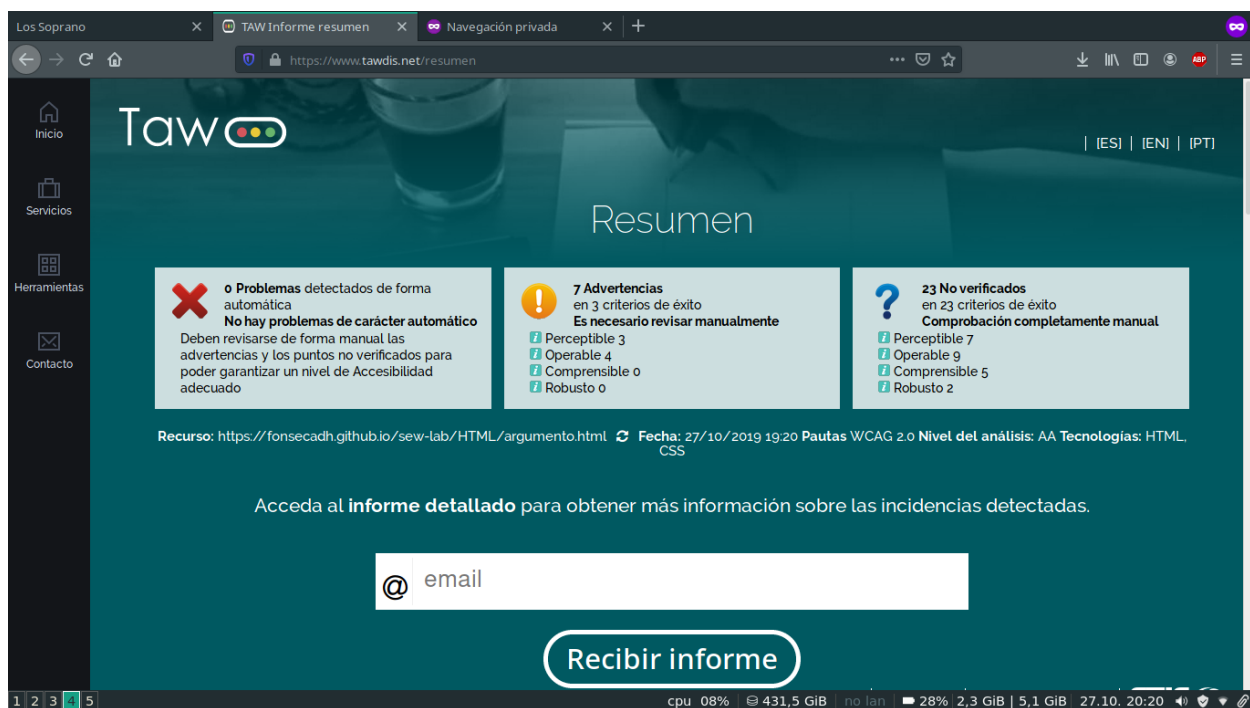 Los Soprano
TAW Informe resumen
Navegación privada
https://www.tawdis.net/resumen
ABP
Inicio
Servicios
Herramientas
Contacto
Taw
| [ES] | [EN] | [PT]
Resumen
0 Problemas detectados de forma
automática
No hay problemas de carácter automático
Deben revisarse de forma manual las
advertencias y los puntos no verificados para
poder garantizar un nivel de Accesibilidad
adecuado
7 Advertencias
en 3 criterios de éxito
Es necesario revisar manualmente
Perceptible 3
Operable 4
Comprensible 0
Robusto 0
23 No verificados
en 23 criterios de éxito
Comprobación completamente manual
Perceptible 7
Operable 9
Comprensible 5
Robusto 2
Recurso: https://fonsecadh.github.io/sew-lab/HTML/argumento.html Fecha: 27/10/2019 19:20 Pautas WCAG 2.0 Nivel del análisis: AA Tecnologías: HTML,
CSS
Acceda al informe detallado para obtener más información sobre las incidencias detectadas.
@ email
Recibir informe
1 2 3 4 5
cpu 08% 431,5 GiB no lan 28% 2,3 GiB | 5,1 GiB 27.10. 20:20